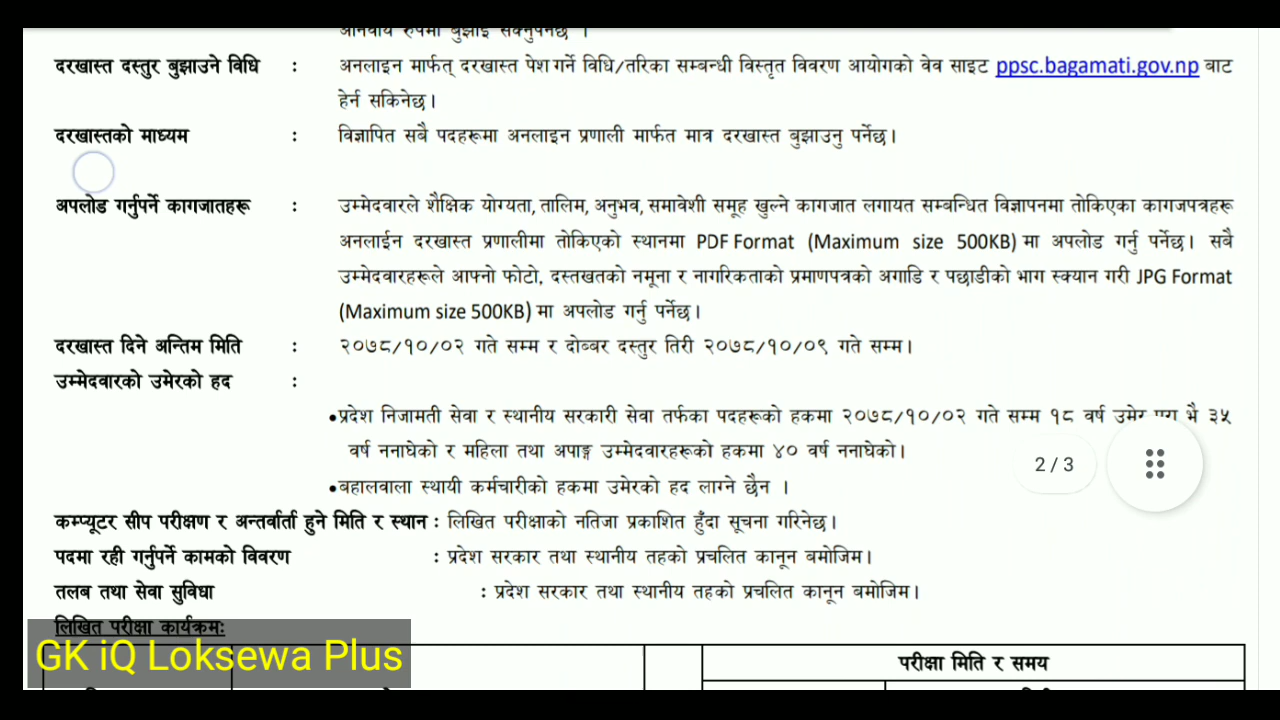 दरखास्त दस्तुर बुझाउने विधि : अनलाइन मार्फत् दरखास्त पेश गर्ने विधि/तरिका सम्बन्धी विस्तृत विवरण आयोगको वेव साइट ppsc.bagamati.gov.np बाट
हेर्न सकिनेछ।
दरखास्तको माध्यम : विज्ञापित सबै पदहरूमा अनलाइन प्रणाली मार्फत मात्र दरखास्त बुझाउनु पर्नेछ।
अपलोड गर्नुपर्ने कागजातहरू : उम्मेदवारले शैक्षिक योग्यता, तालिम, अनुभव, समावेशी समूह खुल्ने कागजात लगायत सम्बन्धित विज्ञापनमा तोकिएका कागजपत्रहरू
अनलाईन दरखास्त प्रणालीमा तोकिएको स्थानमा PDF Format (Maximum size 500KB) मा अपलोड गर्नु पर्नेछ। सबै
उम्मेदवारहरूले आफ्नो फोटो, दस्तखतको नमूना र नागरिकताको प्रमाणपत्रको अगाडि र पछाडीको भाग स्क्यान गरी JPG Format
(Maximum size 500KB) मा अपलोड गर्नु पर्नेछ।
दरखास्त दिने अन्तिम मिति : २०७८/१०/०२ गते सम्म र दोब्बर दस्तुर तिरी २०७८/१०/०९ गते सम्म।
उम्मेदवारको उमेरको हद :
•प्रदेश निजामती सेवा र स्थानीय सरकारी सेवा तर्फका पदहरूको हकमा २०७८/१०/०२ गते सम्म १८ वर्ष उमेर भै ३५
वर्ष ननाघेको र महिला तथा अपाङ्ग उम्मेदवारहरूको हकमा ४० वर्ष ननाघेको।
2 / 3
•बहालवाला स्थायी कर्मचारीको हकमा उमेरको हद लाग्ने छैन ।
कम्प्यूटर सीप परीक्षण र अन्तर्वार्ता हुने मिति र स्थान : लिखित परीक्षाको नतिजा प्रकाशित हुँदा सूचना गरिनेछ।
पदमा रही गर्नुपर्ने कामको विवरण : प्रदेश सरकार तथा स्थानीय तहको प्रचलित कानून बमोजिम।
तलब तथा सेवा सुविधा : प्रदेश सरकार तथा स्थानीय तहको प्रचलित कानून बमोजिम।
लिखित परीक्षा कार्यक्रमः
GK iQ Loksewa Plus
परीक्षा मिति र समय